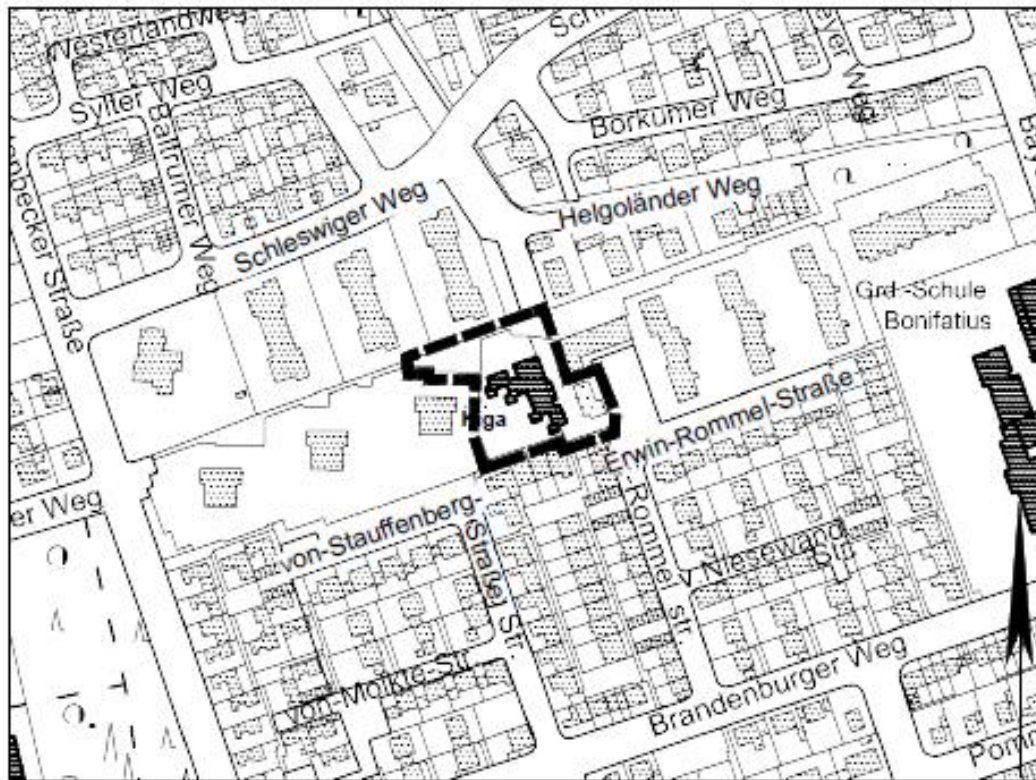 Westerlandweg
Sylter Weg
Baltrumer Weg
Borkumer Weg
Schleswiger Weg
Helgoländer Weg
Grd.-Schule
Bonifatius
Erwin-Rommel-Straße
von-Stauffenberg-
Straße
Str
-Rommel Str.
v Niesewand
Str.
von-Moltke-Str.
Brandenburger Weg
er Weg